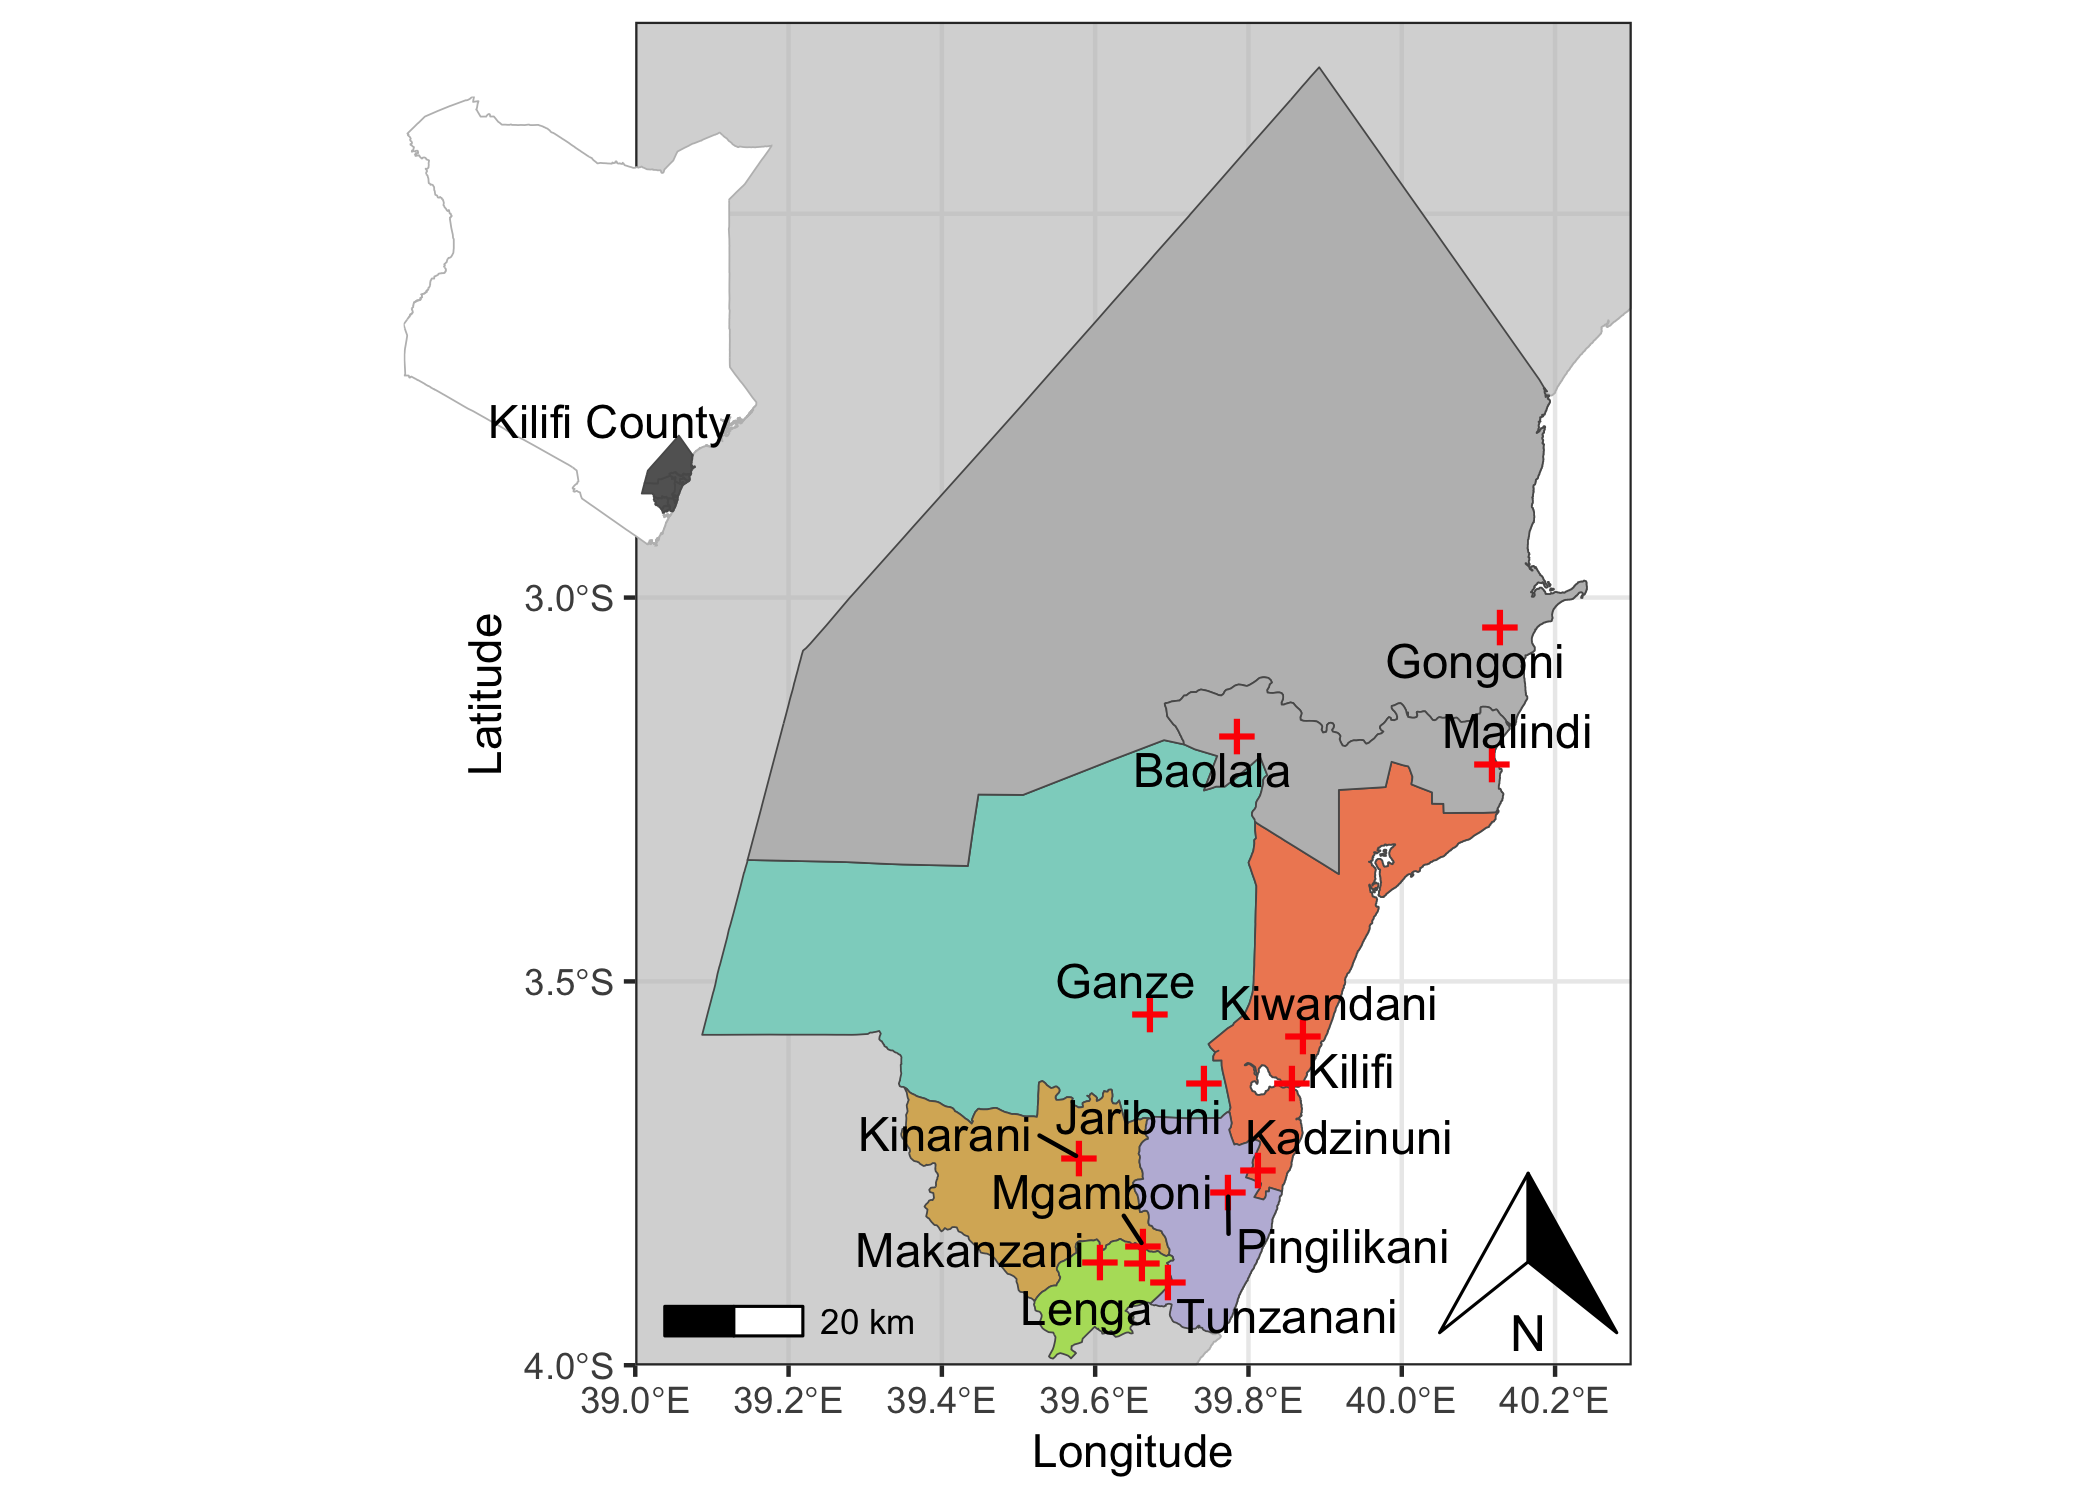 Kilifi County
Latitude
3.0°S
3.5°S
4.0°S
Gongoni
Malindi
Baolala
Ganze
Kiwandani
Kilifi
Jaribuni
Kinarani
Kadzinuni
Mgamboni
Makanzani
Pingilikani
Lenga
Tunzanani
20 km
N
39.0°E 39.2°E 39.4°E 39.6°E 39.8°E 40.0°E 40.2°E
Longitude